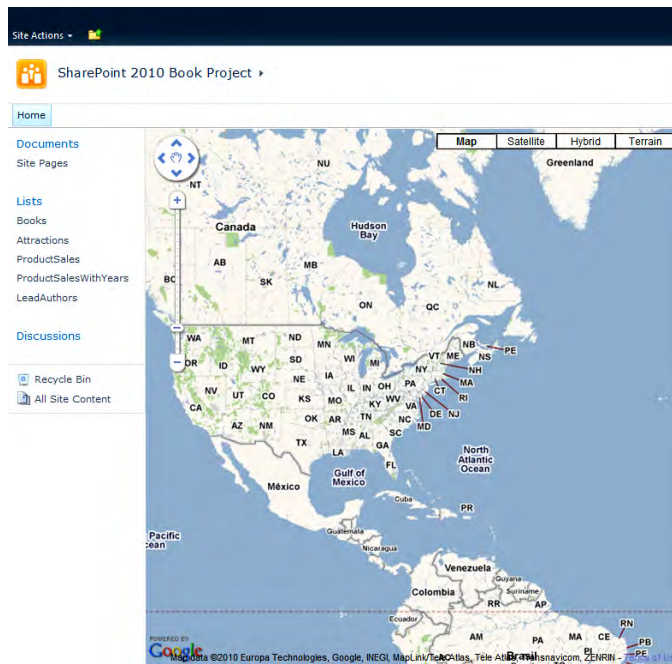 Site Actions
SharePoint 2010 Book Project
Home
Documents
Site Pages
Lists
Books
Attractions
ProductSales
ProductSalesWithYears
LeadAuthors
Discussions
Recycle Bin
All Site Content
Map Satellite Hybrid Terrain
Greenland
NU
NT
Canada
Hudson
Bay
AB
BC
MB
SK
NL
ON
QC
WA
MT
ND
MN
NB
PE
OR
ID
SD
WI
MI
VT
ME
NS
WY
NY
NH
IA
NE
PA
MA
NV
UT
CO
IL
IN
OH
CT
RI
KS
MO
KY
WV
VA
CA
DE
NJ
OK
AR
TN
NC
MD
AZ
NM
MS
AL
SC
TX
GA
LA
North
Atlantic
Ocean
FL
Gulf of
Mexico
México
Cuba
PR
Guatemala
Pacific
cean
Nicaragua
Venezuela
Guyana
Colombia
Suriname
RR
AP
Ecuador
RN
AM
PA
MA
CE
PB
PI
PE
AC
Brasil
POWERED BY
Google
Map data ©2010 Europa Technologies, Google, INEGI, MapLink/Tele Atlas, Tele Atlas, Transnavicom, ZENRIN -